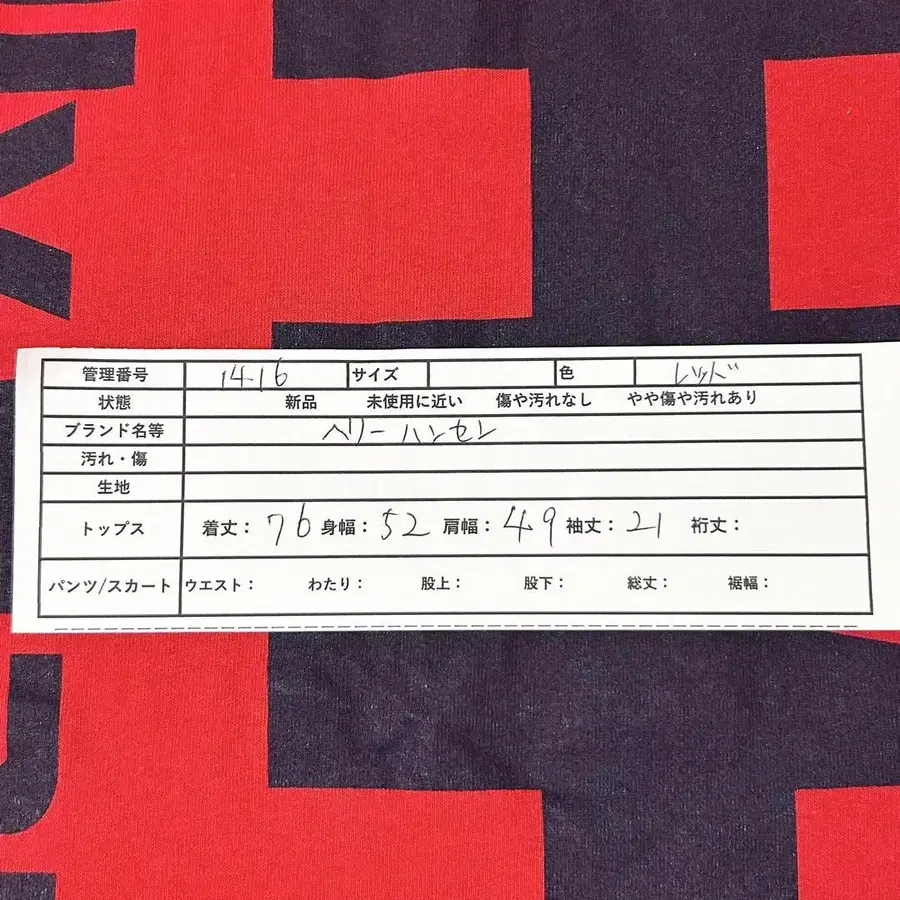 管理番号 1416 サイズ 色 レッド
状態 新品 未使用に近い 傷や汚れなし やや傷や汚れあり
ブランド名等 ヘリーハンセン
汚れ・傷
生地
トップス 着丈: 76 身幅: 52 肩幅: 49 袖丈: 21 裄丈:
パンツ/スカート ウエスト: わたり: 股上: 股下: 総丈: 裾幅: